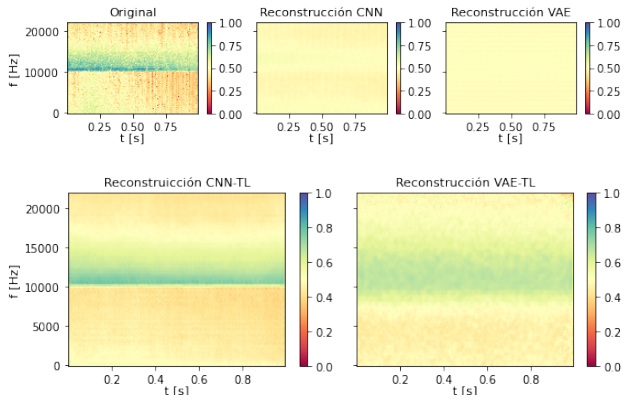 Original
Reconstrucción CNN
Reconstrucción VAE
f [Hz]
20000
10000
0
0.25 0.50 0.75
t [s]
1.00
0.75
0.50
0.25
0.00
0.25 0.50 0.75
t [s]
1.00
0.75
0.50
0.25
0.00
0.25 0.50 0.75
t [s]
1.00
0.75
0.50
0.25
0.00
Reconstruicción CNN-TL
Reconstrucción VAE-TL
f [Hz]
20000
15000
10000
5000
0
0.2 0.4 0.6 0.8
t [s]
1.0
0.8
0.6
0.4
0.2
0.0
0.2 0.4 0.6 0.8
t [s]
1.0
0.8
0.6
0.4
0.2
0.0